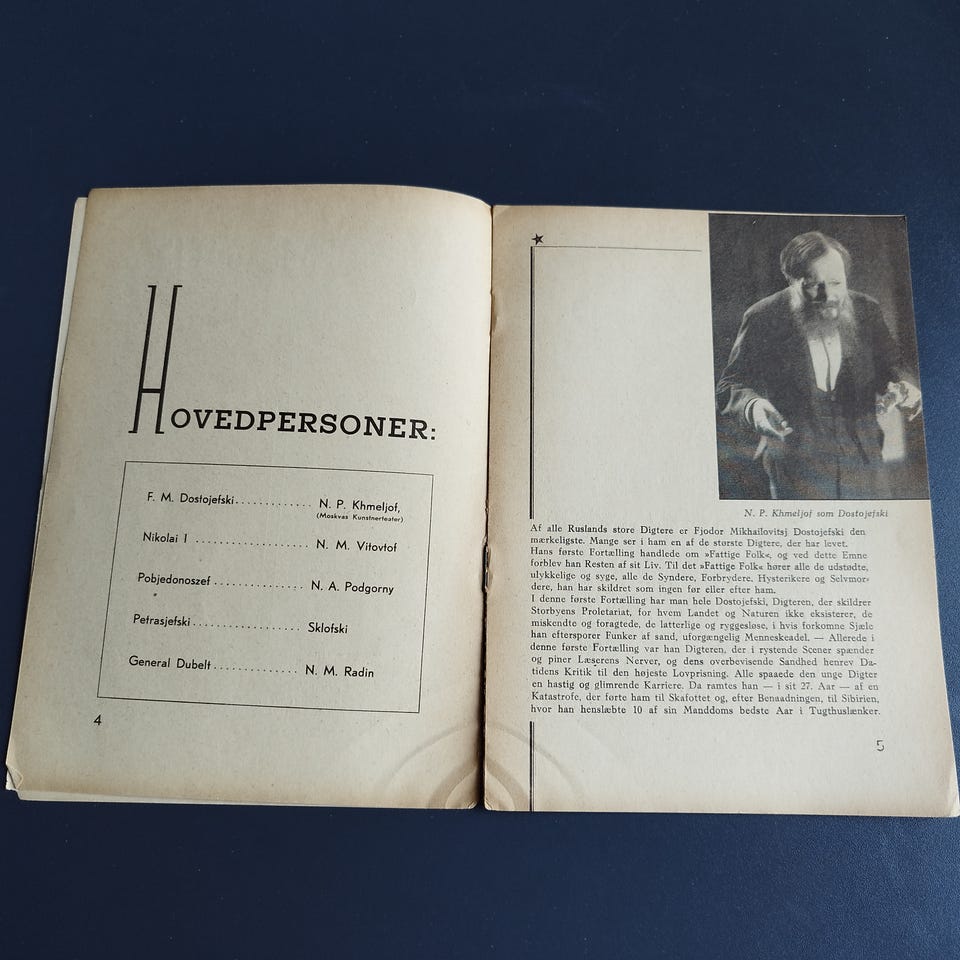 HOVEDPERSONER:
F. M. Dostojefski............ N. P. Khmeljof,
(Moskvas Kunstnerteater)
Nikolai I .................. N. M. Vitovtof
Pobjedonoszef ................. N. A. Podgorny
Petrasjefski................ Sklofski
General Dubelt............. N. M. Radin
4
N. P. Khmeljof som Dostojefski
Af alle Ruslands store Digtere er Fjodor Mikhailovitsj Dostojefski den
mærkeligste. Mange ser i ham en af de største Digtere, der har levet.
Hans første Fortælling handlede om »Fattige Folk«, og ved dette Emne
forblev han Resten af sit Liv. Til det »Fattige Folk« hører alle de udstødte,
ulykkelige og syge, alle de Syndere, Forbrydere, Hysterikere og Selvmor-
dere, han har skildret som ingen før eller efter ham.
I denne første Fortælling har man hele Dostojefski, Digteren, der skildrer
Storbyens Proletariat, for hvem Landet og Naturen ikke eksisterer, de
miskendte og foragtede, de latterlige og ryggesløse, i hvis forkomne Sjæle
han eftersporer Funker af sand, uforgængelig Menneskeadel. — Allerede i
denne første Fortælling var han Digteren, der i rystende Scener spænder
og piner Læserens Nerver, og dens overbevisende Sandhed henrev Da-
tidens Kritik til den højeste Lovprisning. Alle spaaede den unge Digter
en hastig og glimrende Karriere. Da ramtes han — i sit 27. Aar — af en
Katastrofe, der førte ham til Skafottet og, efter Benaadningen, til Sibirien,
hvor han henslæbte 10 af sin Manddoms bedste Aar i Tugthuslænker.
5